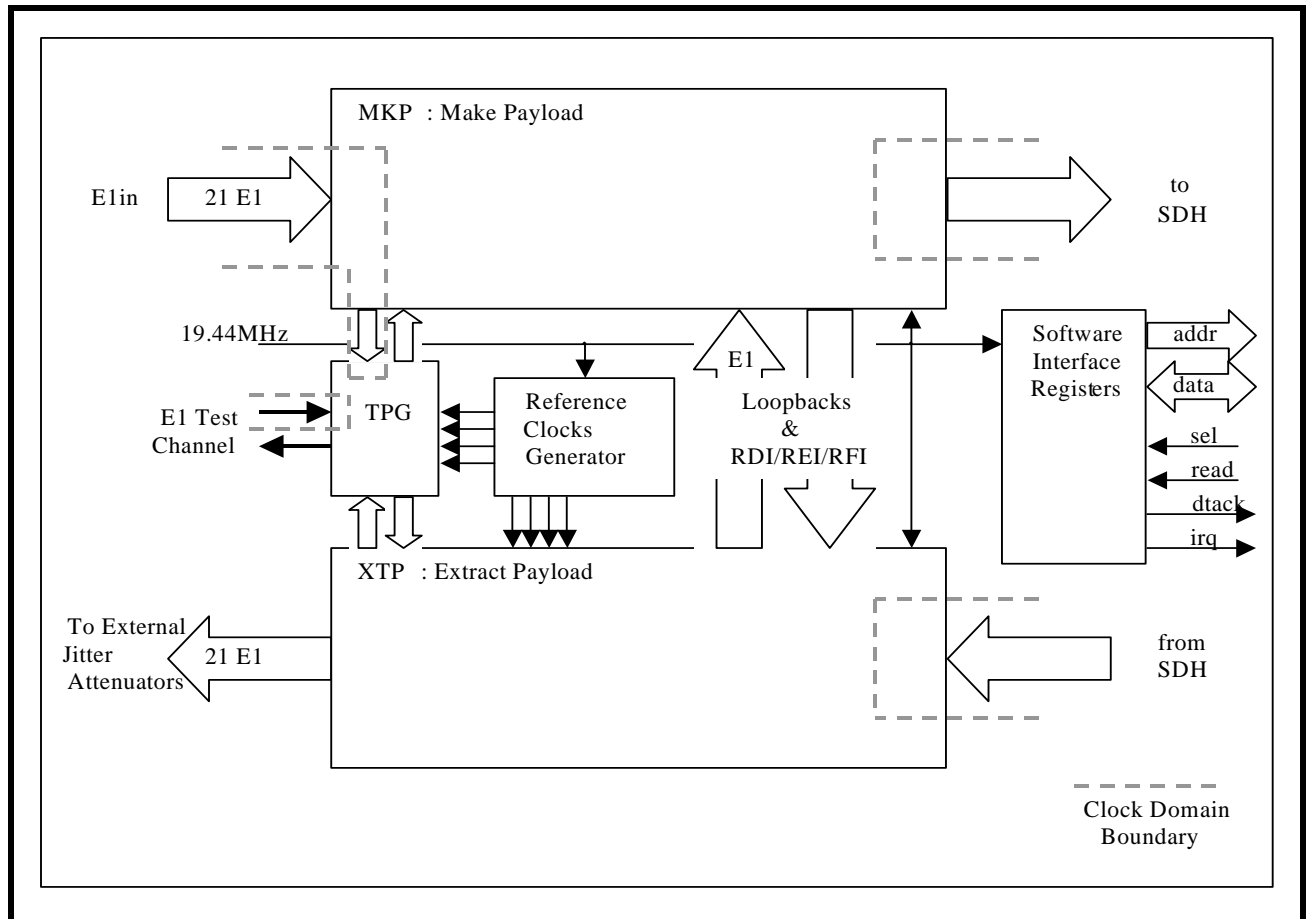 MKP : Make Payload
E1in
21 E1
to
SDH
19.44MHz
E1 Test
Channel
TPG
Reference
Clocks
Generator
E1
Loopbacks
&
RDI/REI/RFI
Software
Interface
Registers
addr
data
sel
read
dtack
irq
XTP : Extract Payload
To External
Jitter
Attenuators
21 E1
from
SDH
Clock Domain
Boundary